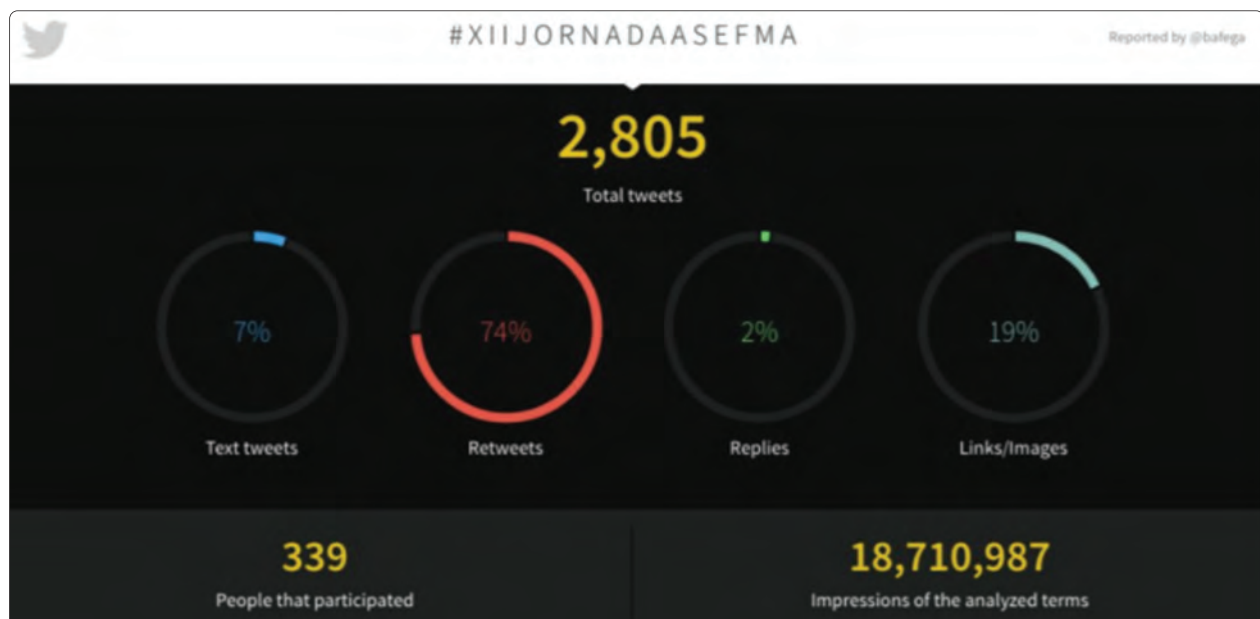 #XIIJORNADAASEFMA
Reported by @bafega
2,805
Total tweets
7%
74%
2%
19%
Text tweets
Retweets
Replies
Links/Images
339
18,710,987
People that participated
Impressions of the analyzed terms